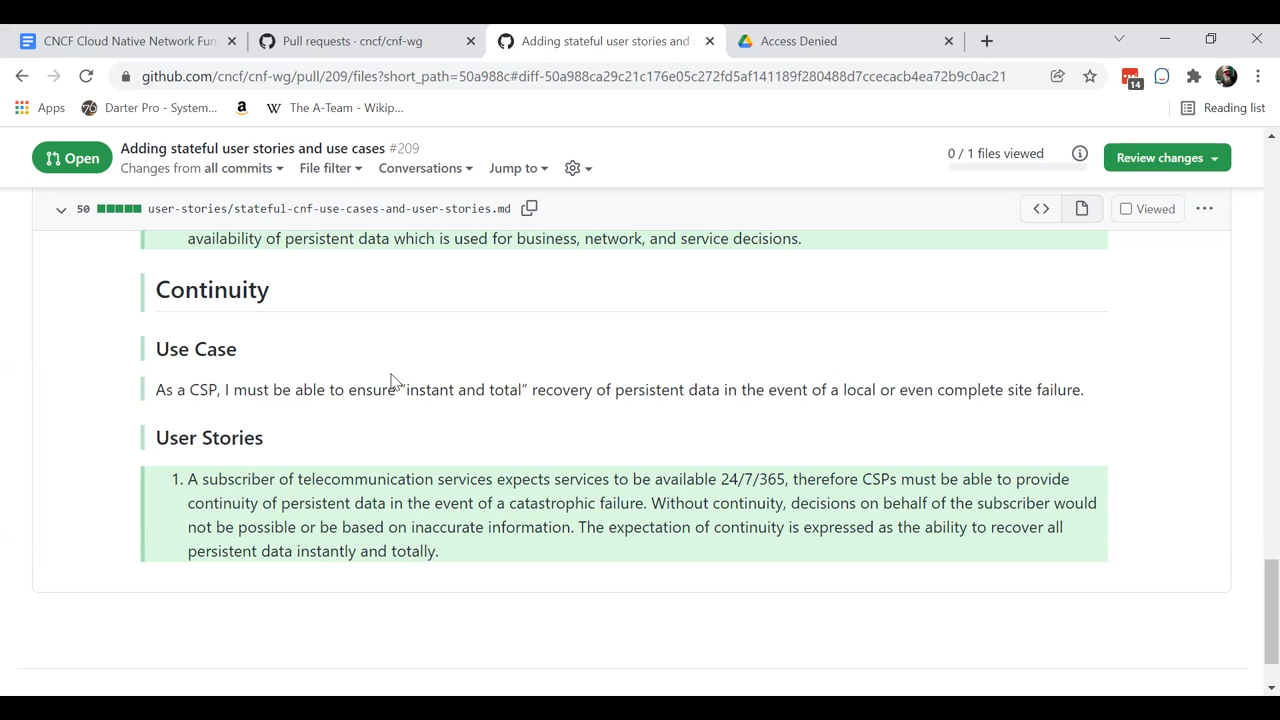 CNCF Cloud Native Network Fun
Pull requests · cncf/cnf-wg
Adding stateful user stories and
Access Denied
github.com/cncf/cnf-wg/pull/209/files?short_path=50a988c#diff-50a988ca29c21c176e05c272fd5af141189f280488d7ccecacb4ea72b9c0ac21
14
Apps
Darter Pro - System...
The A-Team - Wikip...
Reading list
Open
Adding stateful user stories and use cases #209
Changes from all commits
File filter
Conversations
Jump to
0 / 1 files viewed
Review changes
50
user-stories/stateful-cnf-use-cases-and-user-stories.md
Viewed
availability of persistent data which is used for business, network, and service decisions.
Continuity
Use Case
As a CSP, I must be able to ensure “instant and total” recovery of persistent data in the event of a local or even complete site failure.
User Stories
1. A subscriber of telecommunication services expects services to be available 24/7/365, therefore CSPs must be able to provide
continuity of persistent data in the event of a catastrophic failure. Without continuity, decisions on behalf of the subscriber would
not be possible or be based on inaccurate information. The expectation of continuity is expressed as the ability to recover all
persistent data instantly and totally.